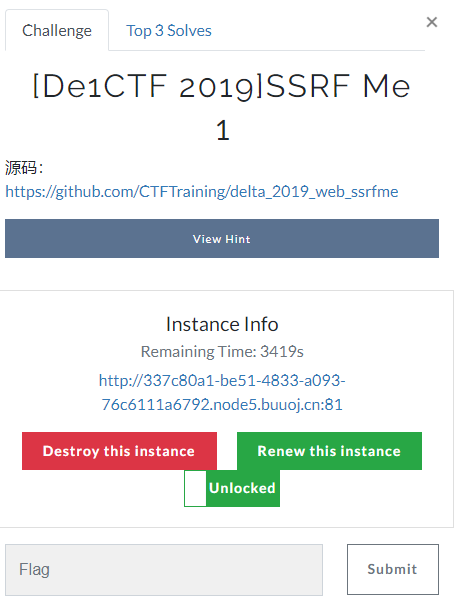 Challenge
Top 3 Solves
×
[De1CTF 2019]SSRF Me
1
源码：
https://github.com/CTFTraining/delta_2019_web_ssrfme
View Hint
Instance Info
Remaining Time: 3419s
http://337c80a1-be51-4833-a093-
76c6111a6792.node5.buuoj.cn:81
Destroy this instance
Renew this instance
Unlocked
Flag
Submit